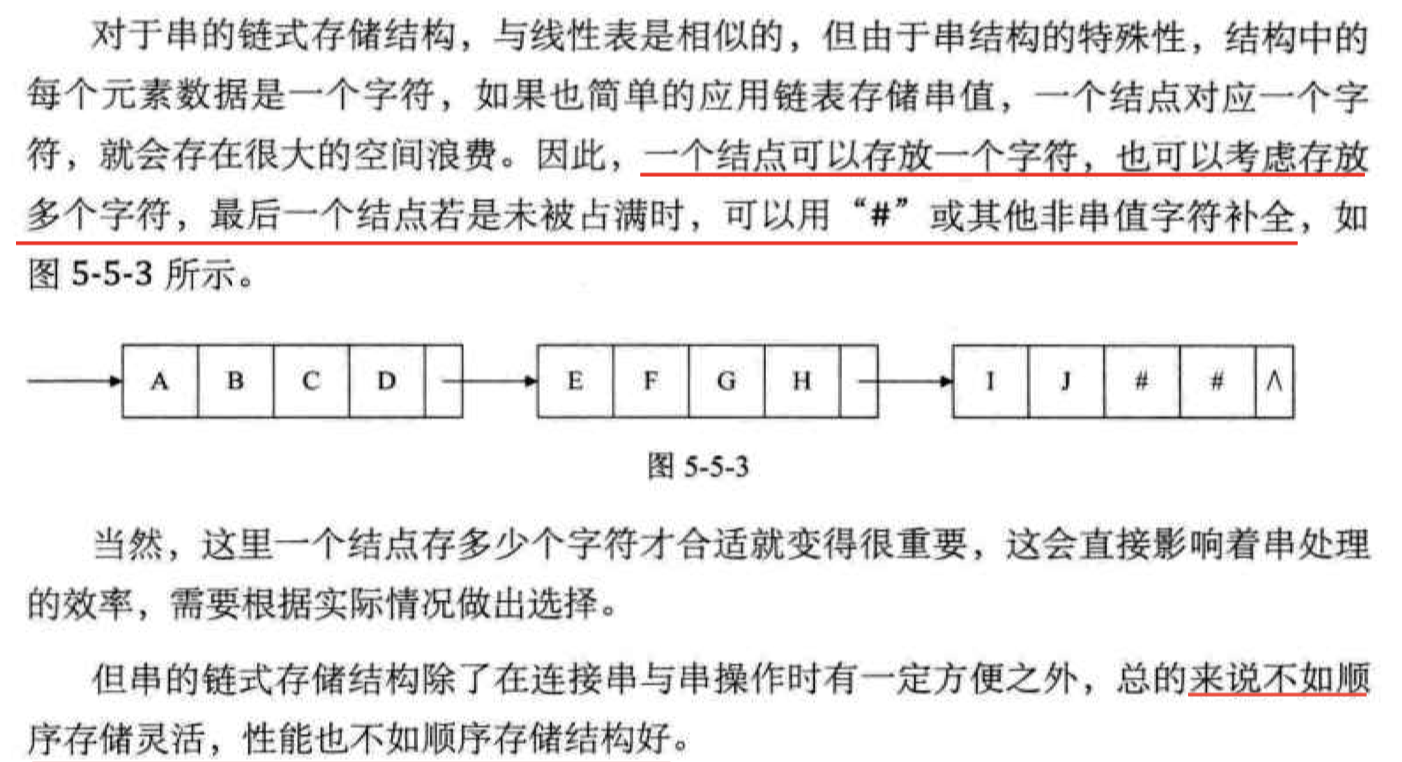 对于串的链式存储结构，与线性表是相似的，但由于串结构的特殊性，结构中的
每个元素数据是一个字符，如果也简单的应用链表存储串值，一个结点对应一个字
符，就会存在很大的空间浪费。因此，一个结点可以存放一个字符，也可以考虑存放
多个字符，最后一个结点若是未被占满时，可以用“#”或其他非串值字符补全，如
图 5-5-3 所示。
A B C D E F G H I J # # ∧
图 5-5-3
当然，这里一个结点存多少个字符才合适就变得很重要，这会直接影响着串处理
的效率，需要根据实际情况做出选择。
但串的链式存储结构除了在连接串与串操作时有一定方便之外，总的来说不如顺
序存储灵活，性能也不如顺序存储结构好。